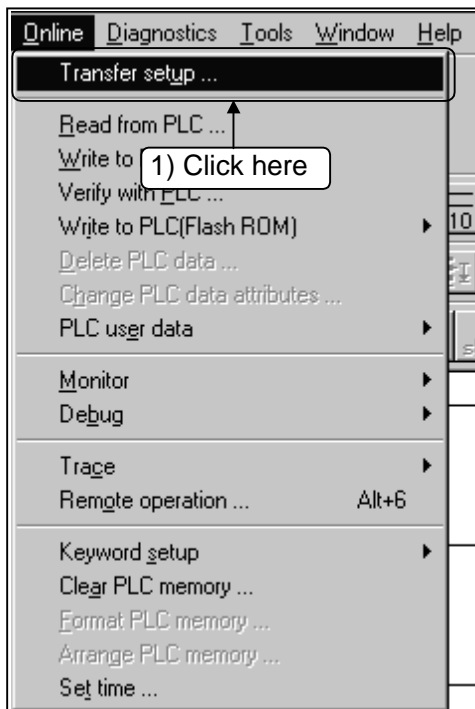 Online Diagnostics Tools Window Help
Transfer setup ...
Read from PLC ...
Write to
1) Click here
Verify with PLC ...
Write to PLC(Flash ROM)
10
Delete PLC data ...
Change PLC data attributes ...
PLC user data
Monitor
Debug
Trace
Remote operation ... Alt+6
Keyword setup
Clear PLC memory ...
Format PLC memory ...
Arrange PLC memory ...
Set time ...